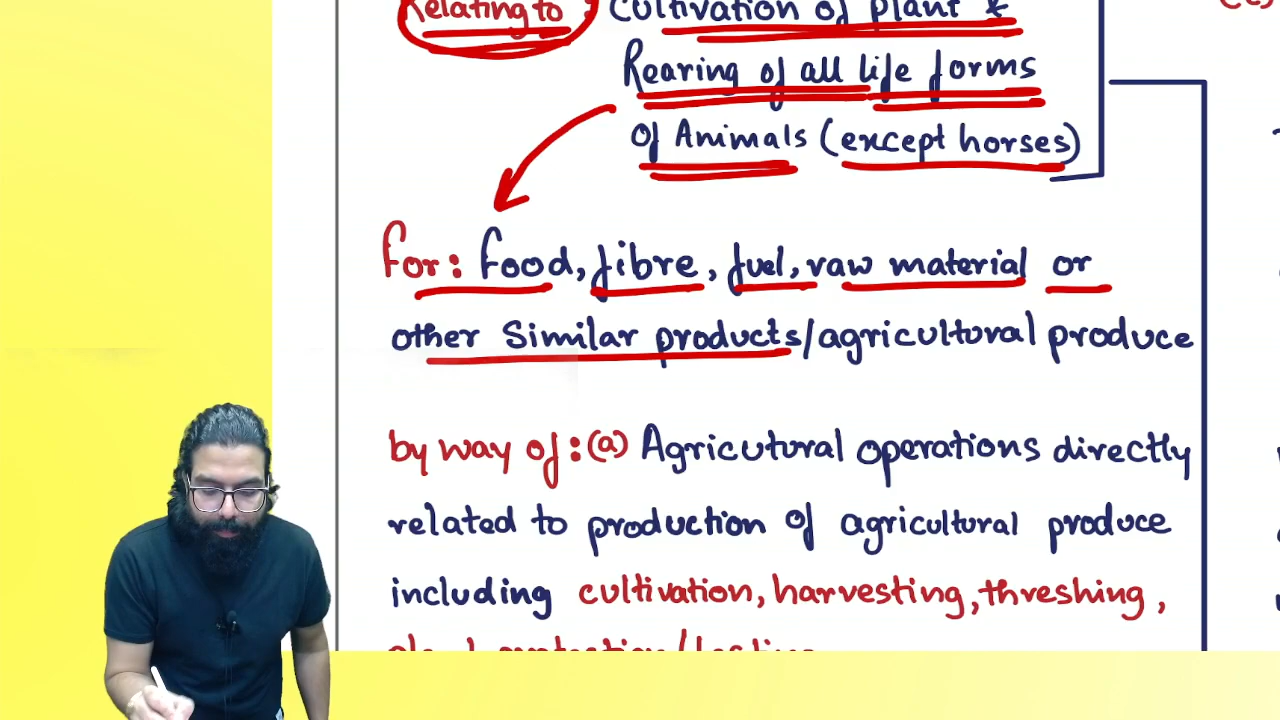 Relating to: Cultivation of plant &
Rearing of all life forms
of Animals (except horses)
for: food, fibre, fuel, raw material or
other Similar products/agricultural produce
by way of: (a) Agricutural operations directly
related to production of agricultural produce
including cultivation, harvesting, threshing,